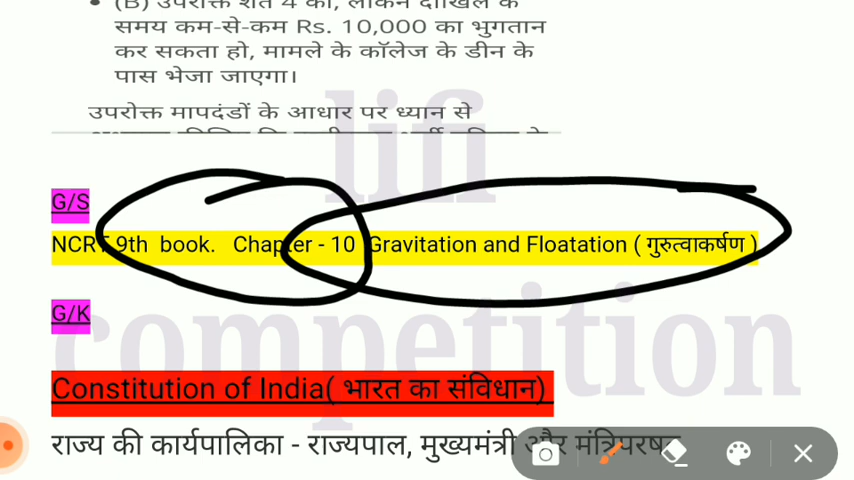 (B) उपरोक्त शर्त 4 को, लेकिन दाखिले के
समय कम-से-कम Rs. 10,000 का भुगतान
कर सकता हो, मामले के कॉलेज के डीन के
पास भेजा जाएगा।
उपरोक्त मापदंडों के आधार पर ध्यान से
lifi
G/S
NCRT 9th book. Chapter - 10 Gravitation and Floatation ( गुरुत्वाकर्षण )
G/K
competition
Constitution of India( भारत का संविधान)
राज्य की कार्यपालिका - राज्यपाल, मुख्यमंत्री और मंत्रिपरिषद